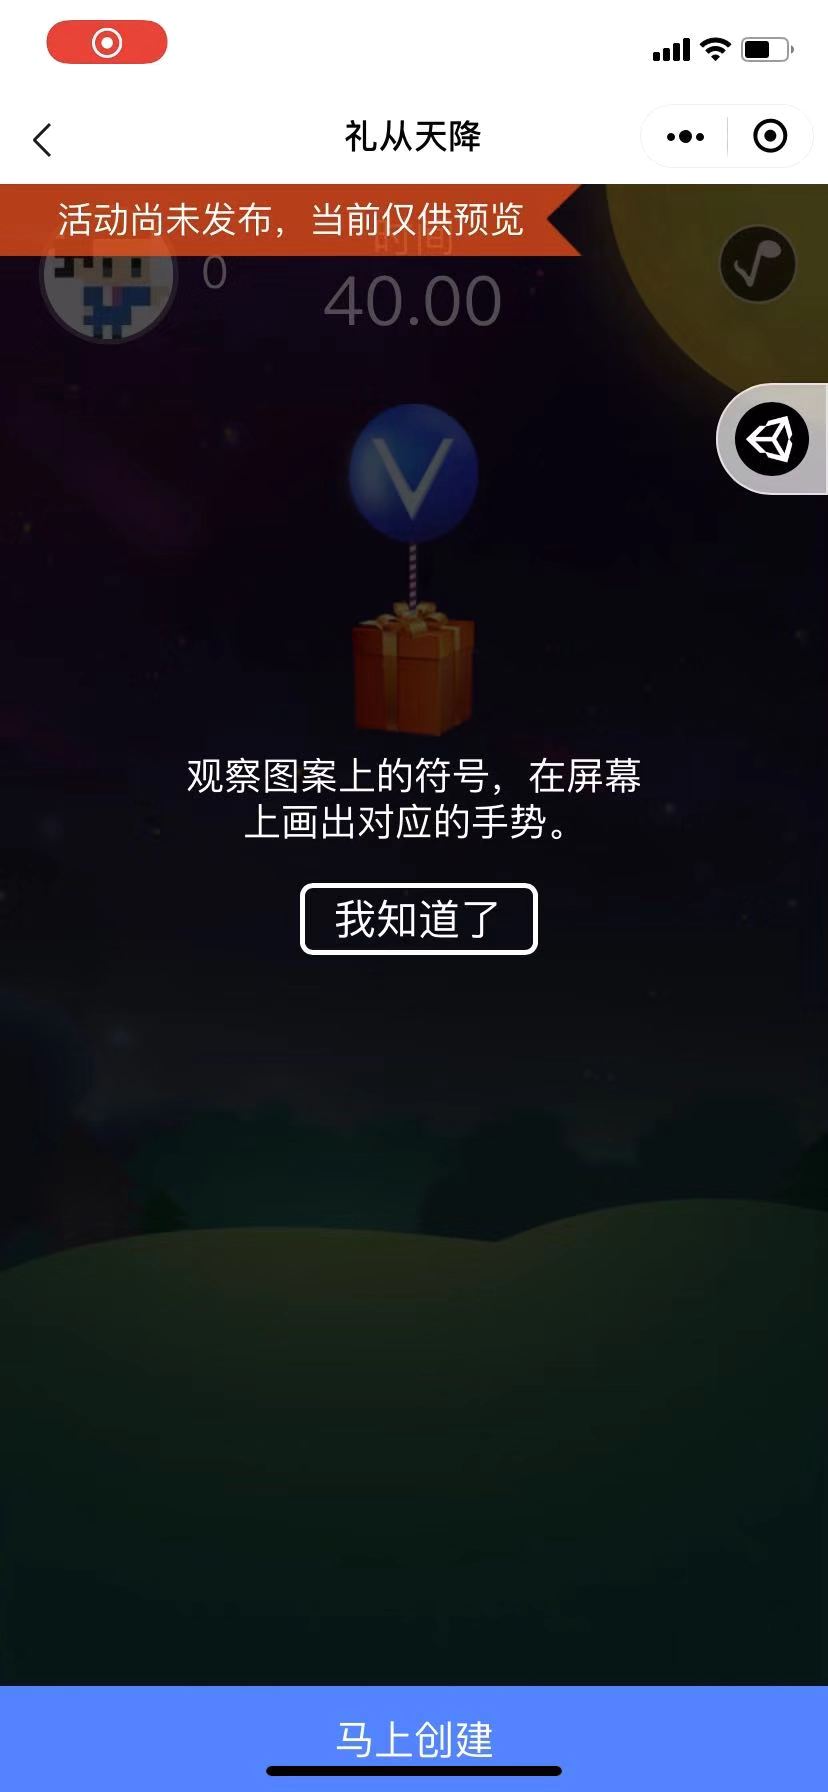 礼从天降
活动尚未发布，当前仅供预览
时间
0
40.00
V
观察图案上的符号，在屏幕
上画出对应的手势。
我知道了
马上创建